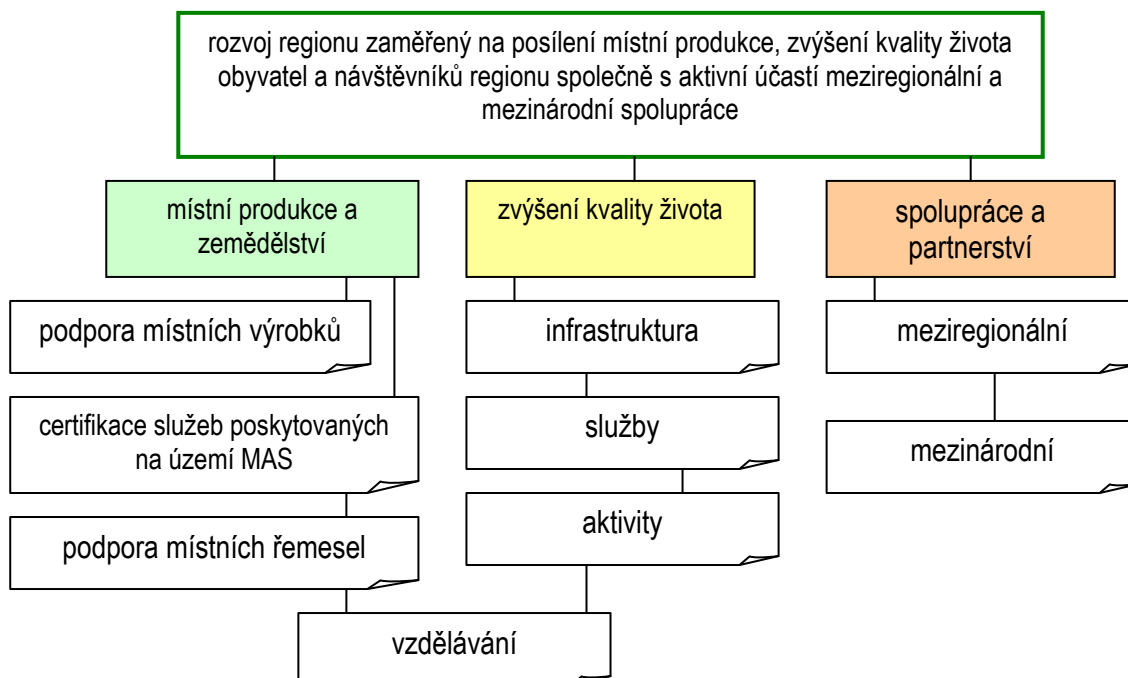 rozvoj regionu zaměřený na posílení místní produkce, zvýšení kvality života
obyvatel a návštěvníků regionu společně s aktivní účastí meziregionální a
mezinárodní spolupráce
místní produkce a
zemědělství
zvýšení kvality života
spolupráce a
partnerství
podpora místních výrobků
infrastruktura
meziregionální
certifikace služeb poskytovaných
na území MAS
služby
mezinárodní
podpora místních řemesel
aktivity
vzdělávání